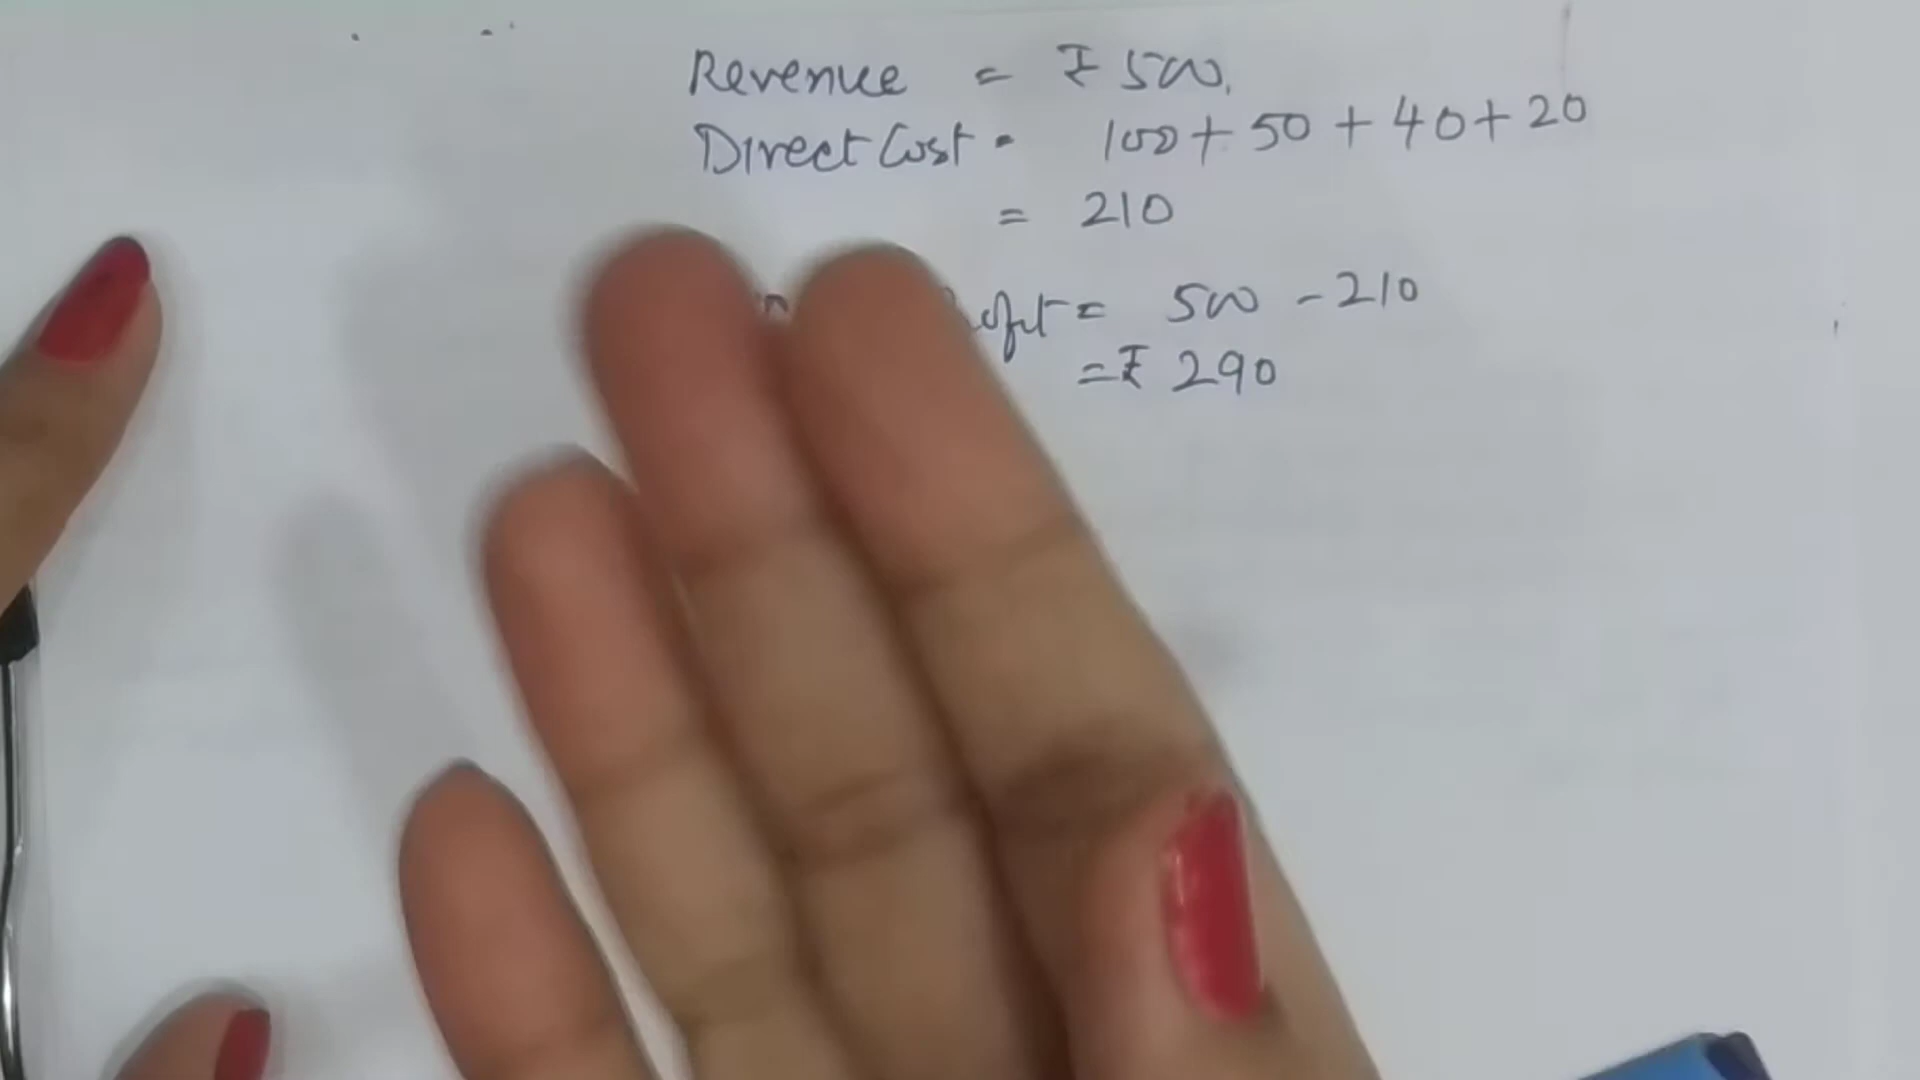 Revenue = ₹ 500.
Direct Cost = 100 + 50 + 40 + 20
= 210
= 500 - 210
= ₹ 290